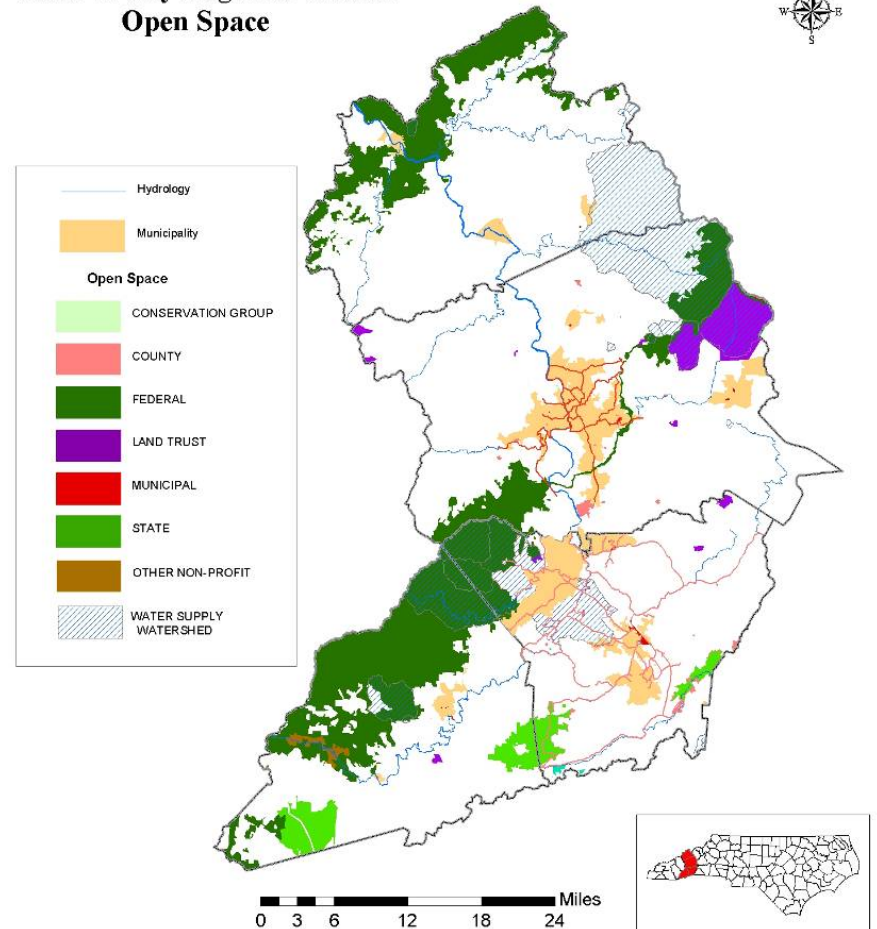 Open Space
W E
S
Hydrology
Municipality
Open Space
CONSERVATION GROUP
COUNTY
FEDERAL
LAND TRUST
MUNICIPAL
STATE
OTHER NON-PROFIT
WATER SUPPLY
WATERSHED
Miles
0 3 6 12 18 24